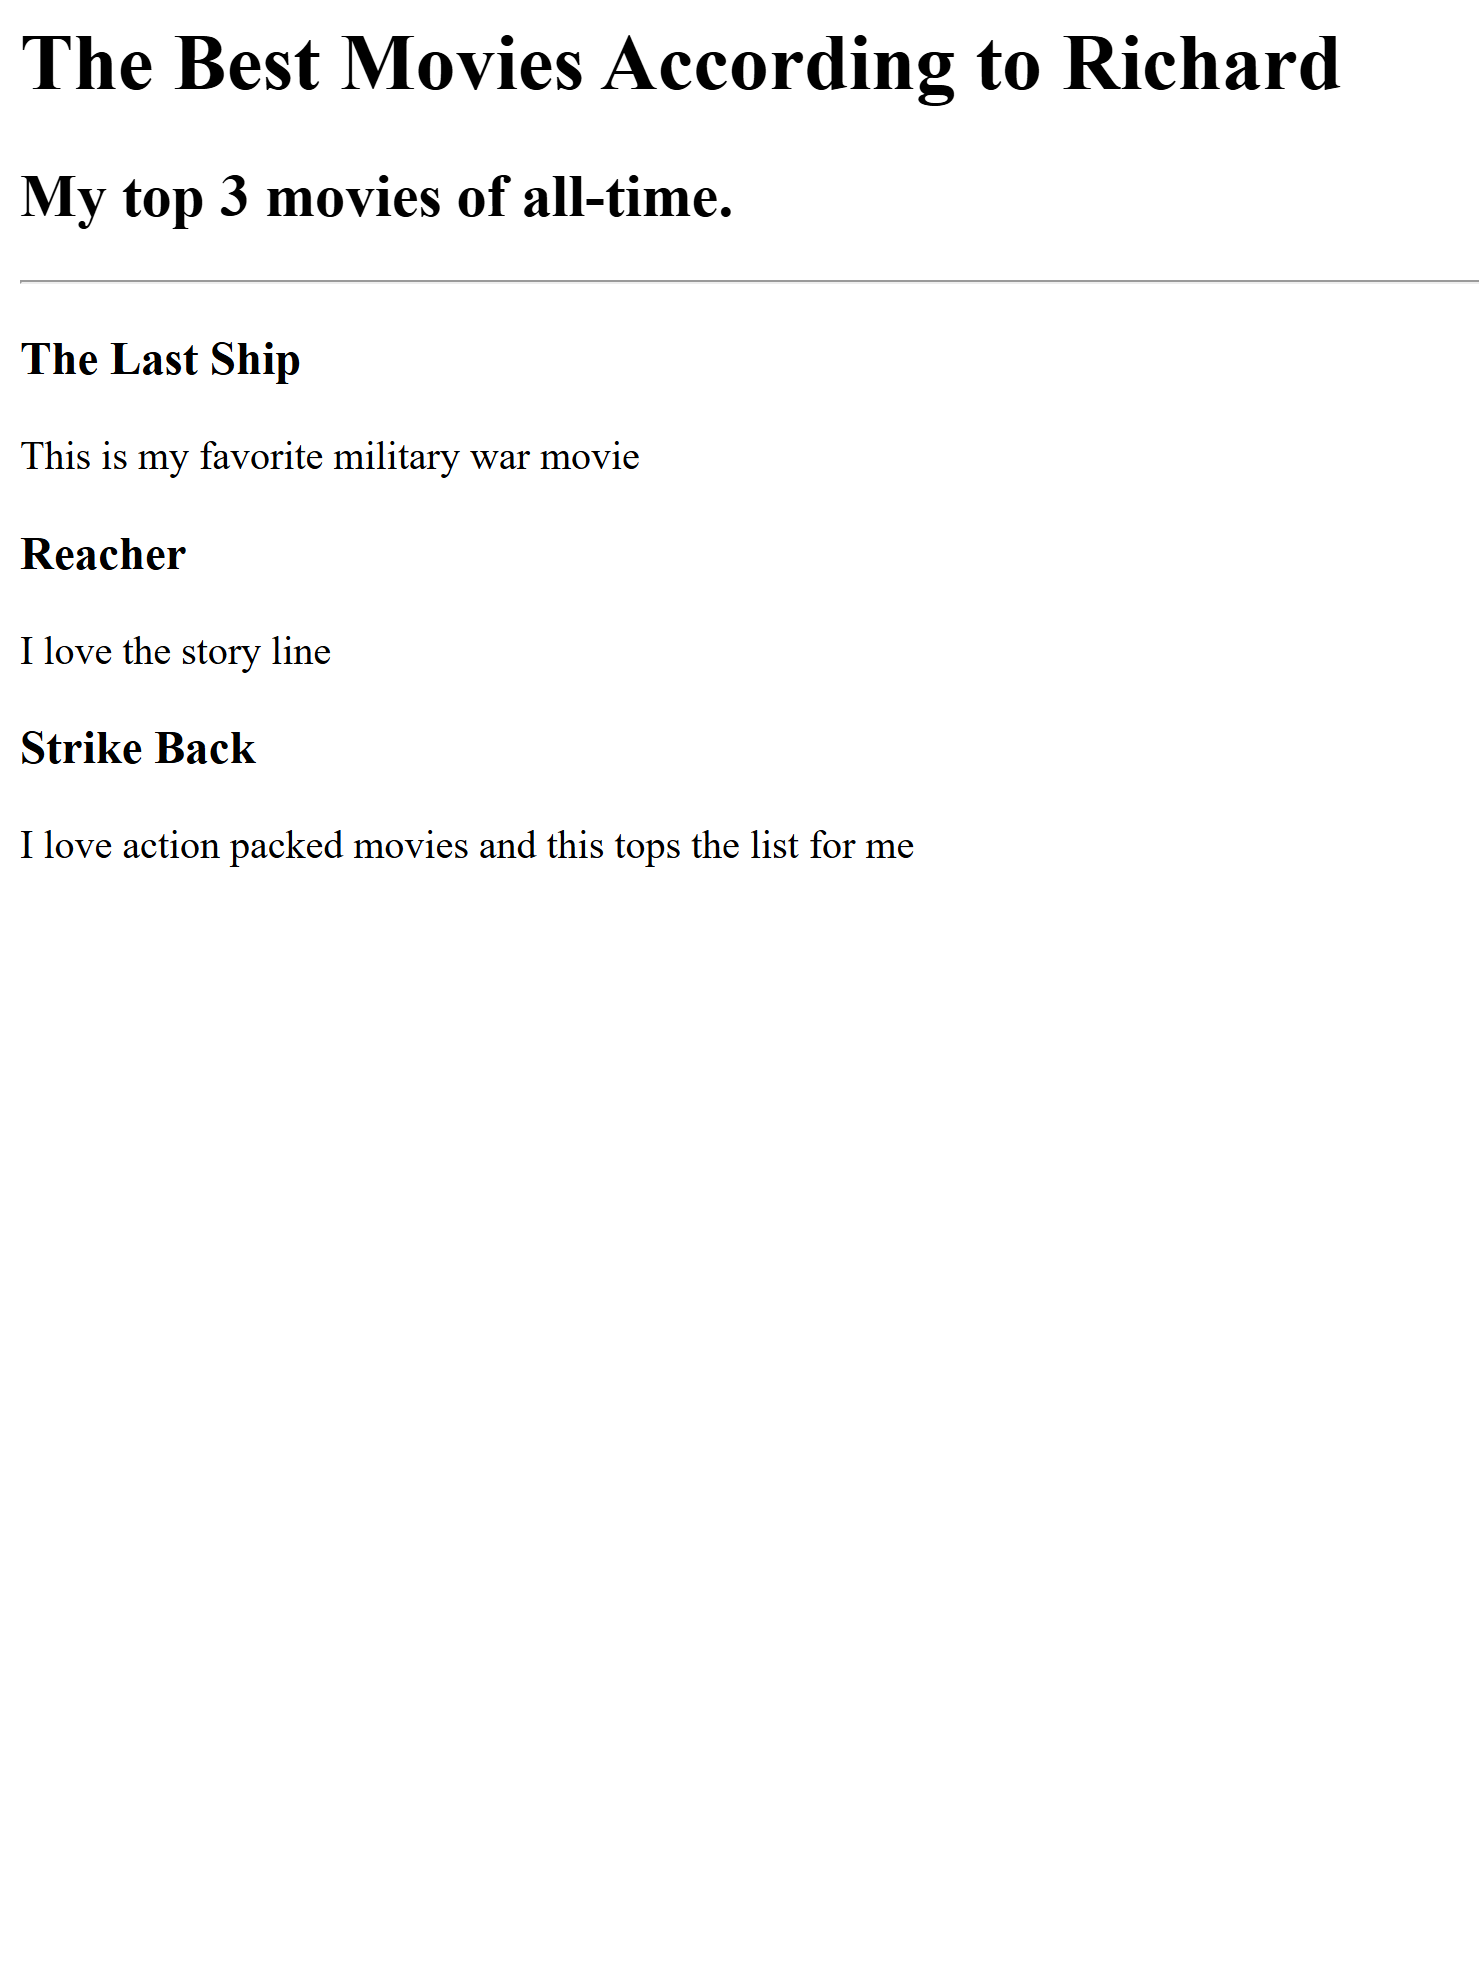 The Best Movies According to Richard
My top 3 movies of all-time.
The Last Ship
This is my favorite military war movie
Reacher
I love the story line
Strike Back
I love action packed movies and this tops the list for me